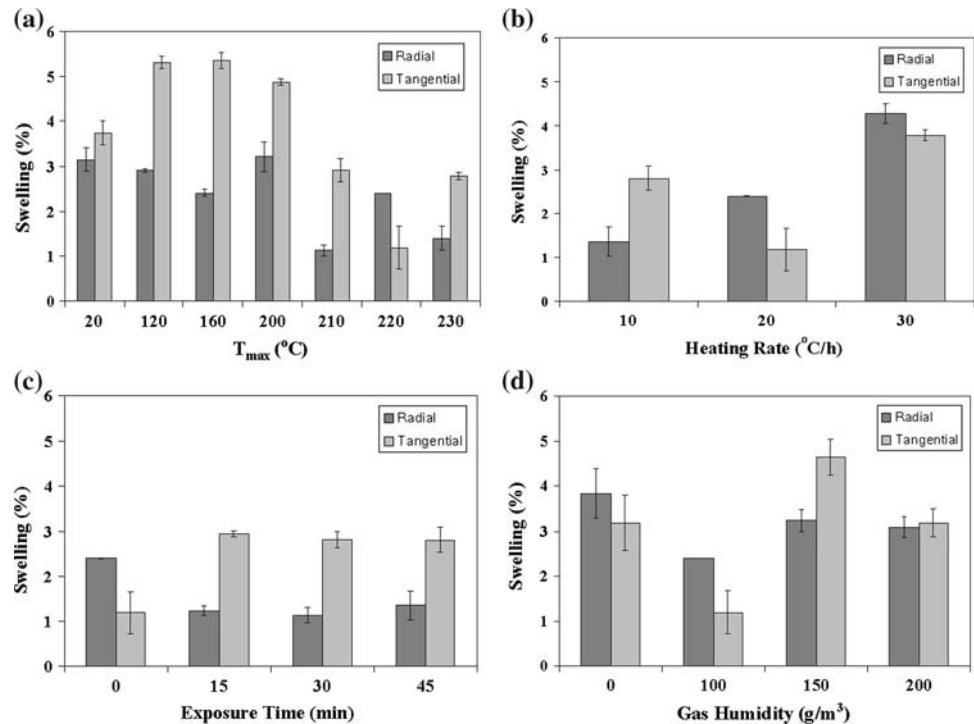 (a)
Swelling (%)
6
5
4
3
2
1
0
Radial
Tangential
20 120 160 200 210 220 230
Tmax (°C)
(b)
Swelling (%)
6
5
4
3
2
1
0
Radial
Tangential
10 20 30
Heating Rate (°C/h)
(c)
Swelling (%)
6
5
4
3
2
1
0
Radial
Tangential
0 15 30 45
Exposure Time (min)
(d)
Swelling (%)
6
5
4
3
2
1
0
Radial
Tangential
0 100 150 200
Gas Humidity (g/m³)